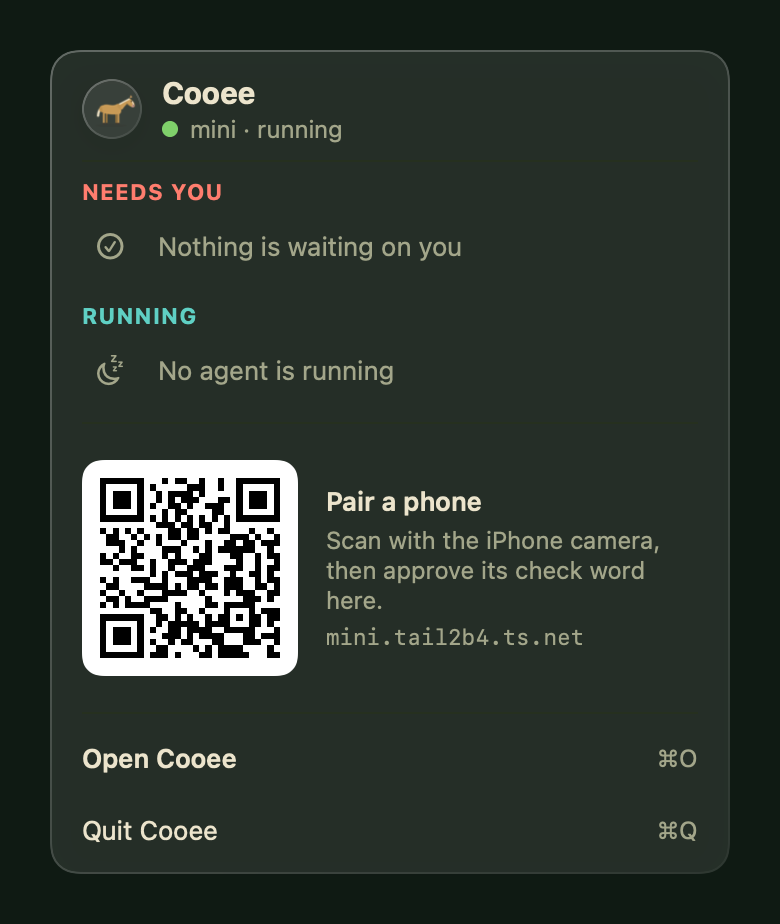 Cooee
mini · running
NEEDS YOU
Nothing is waiting on you
RUNNING
No agent is running
Pair a phone
Scan with the iPhone camera,
then approve its check word
here.
mini.tail2b4.ts.net
Open Cooee ⌘O
Quit Cooee ⌘Q